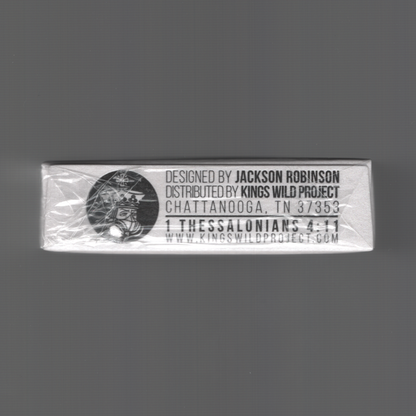 DESIGNED BY JACKSON ROBINSON
DISTRIBUTED BY KINGS WILD PROJECT
CHATTANOOGA, TN 37353
1 THESSALONIANS 4:11
WWW.KINGSWILDPROJECT.COM